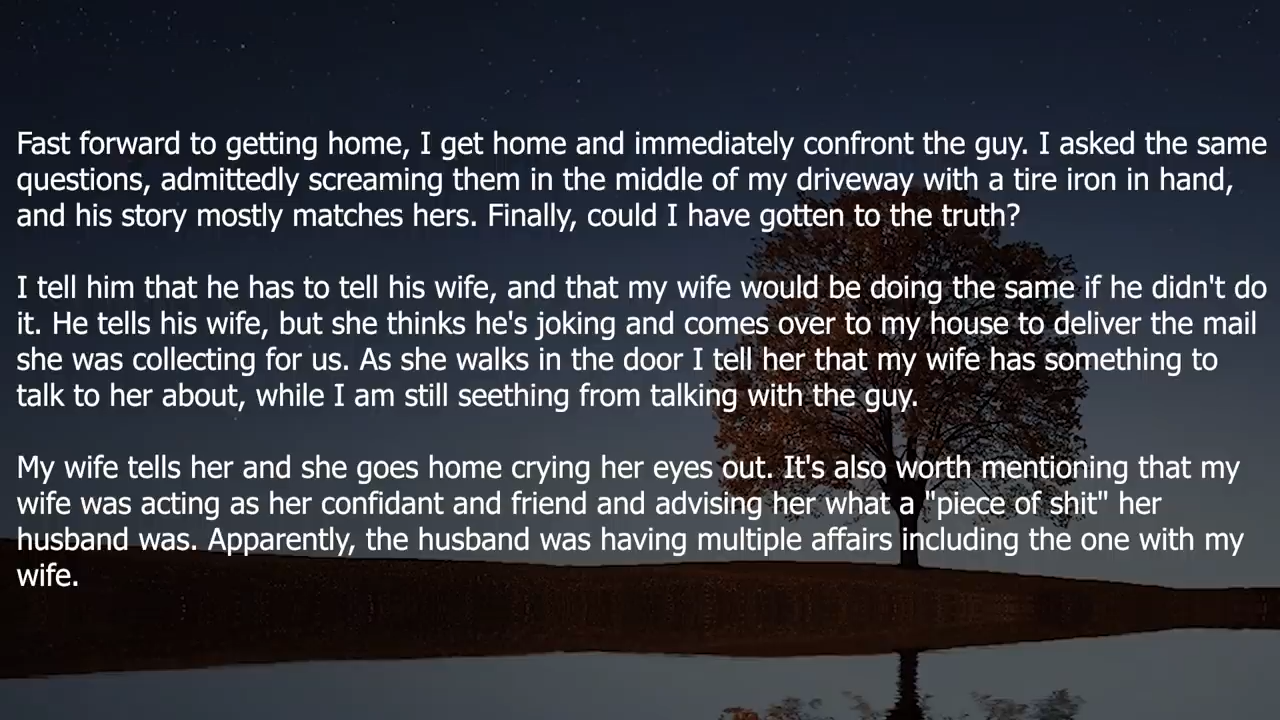 Fast forward to getting home, I get home and immediately confront the guy. I asked the same
questions, admittedly screaming them in the middle of my driveway with a tire iron in hand,
and his story mostly matches hers. Finally, could I have gotten to the truth?
I tell him that he has to tell his wife, and that my wife would be doing the same if he didn't do
it. He tells his wife, but she thinks he's joking and comes over to my house to deliver the mail
she was collecting for us. As she walks in the door I tell her that my wife has something to
talk to her about, while I am still seething from talking with the guy.
My wife tells her and she goes home crying her eyes out. It's also worth mentioning that my
wife was acting as her confidant and friend and advising her what a "piece of shit" her
husband was. Apparently, the husband was having multiple affairs including the one with my
wife.